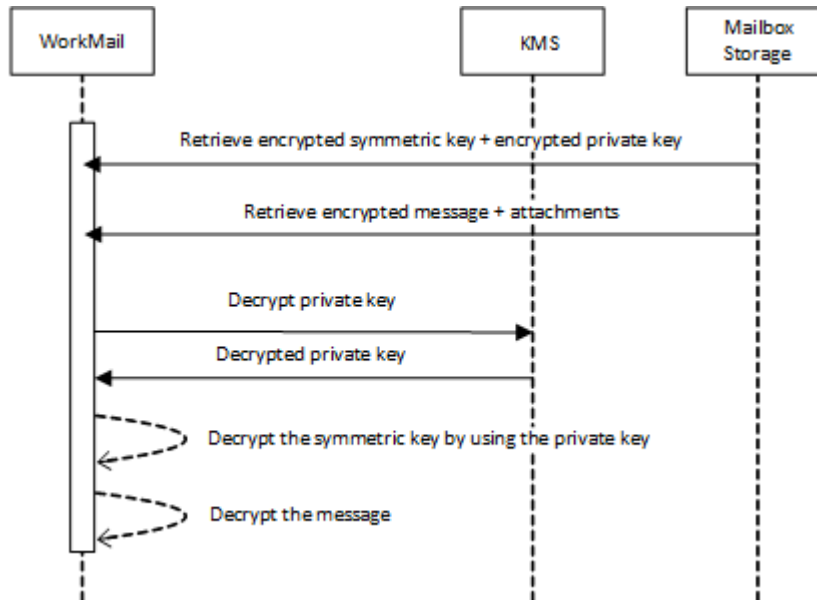 WorkMail
KMS
Mailbox
Storage
Retrieve encrypted symmetric key + encrypted private key
Retrieve encrypted message + attachments
Decrypt private key
Decrypted private key
Decrypt the symmetric key by using the private key
Decrypt the message